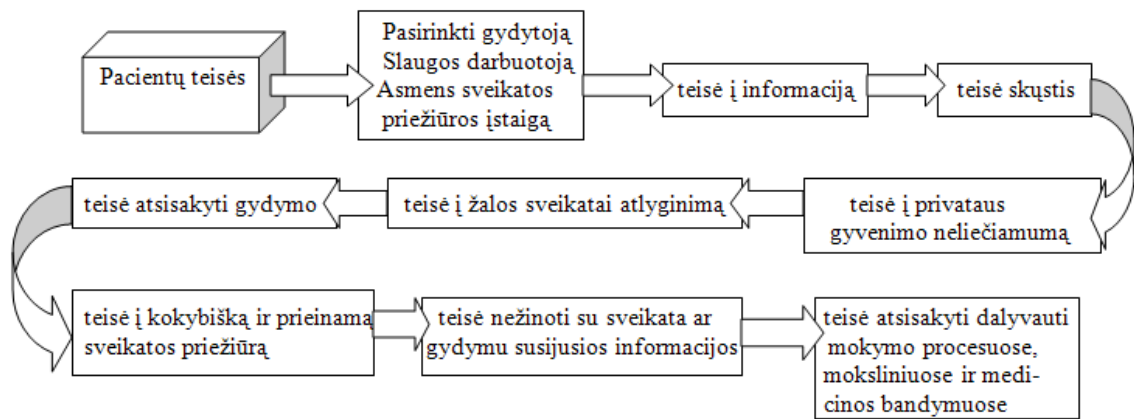 Pacientų teisės
Pasirinkti gydytoją
Slaugos darbuotoją
Asmens sveikatos
priežiūros įstaigą
teisė į informaciją
teisė skųstis
teisė į privataus
gyvenimo neliečiamumą
teisė į žalos sveikatai atlyginimą
teisė atsisakyti gydymo
teisė į kokybišką ir prieinamą
sveikatos priežiūrą
teisė nežinoti su sveikata ar
gydymu susijusios informacijos
teisė atsisakyti dalyvauti
mokymo procesuose,
moksliniuose ir medi-
cinos bandymuose